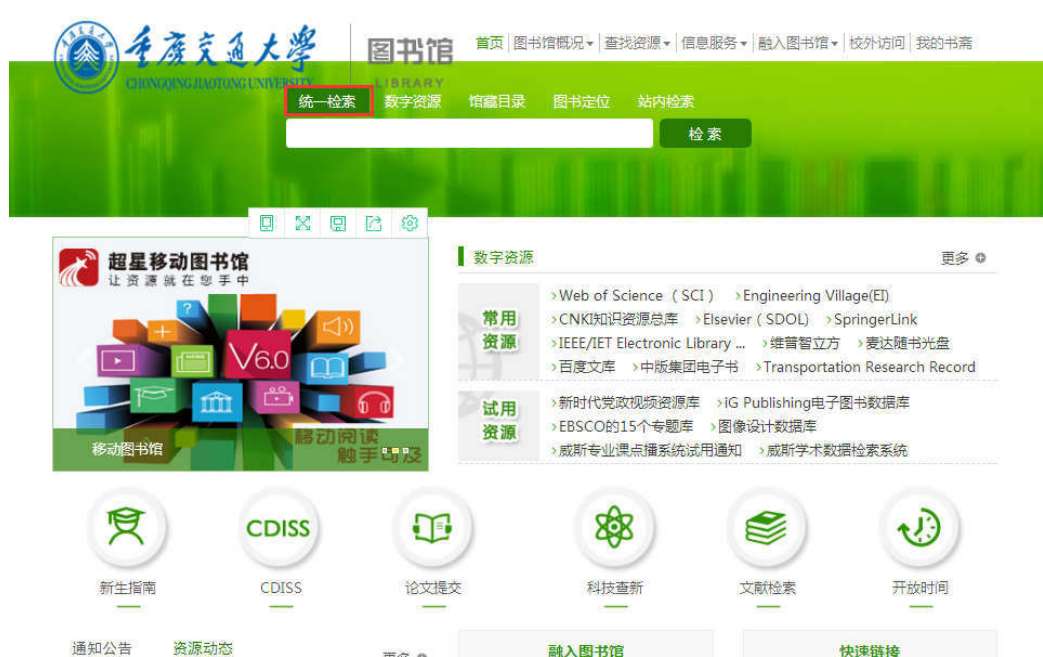 重庆交通大学
CHONGQING JIAOTONG UNIVERSITY
图书馆
LIBRARY
首页 图书馆概况 查找资源 信息服务 融入图书馆 校外访问 我的书斋
统一检索 数字资源 馆藏目录 图书定位 站内检索
检索
超星移动图书馆
让资源就在您手中
V6.0
移动阅读
触手可及
移动图书馆
数字资源 更多
常用资源
Web of Science （SCI） Engineering Village(EI)
CNKI知识资源总库 Elsevier（SDOL） SpringerLink
IEEE/IET Electronic Library ... 维普智立方 麦达随书光盘
百度文库 中版集团电子书 Transportation Research Record
试用资源
新时代党政视频资源库 iG Publishing电子图书数据库
EBSCO的15个专题库 图像设计数据库
威斯专业课点播系统试用通知 威斯学术数据检索系统
CDISS
新生指南 CDISS 论文提交 科技查新 文献检索 开放时间
通知公告 资源动态 更多 融入图书馆 快速链接